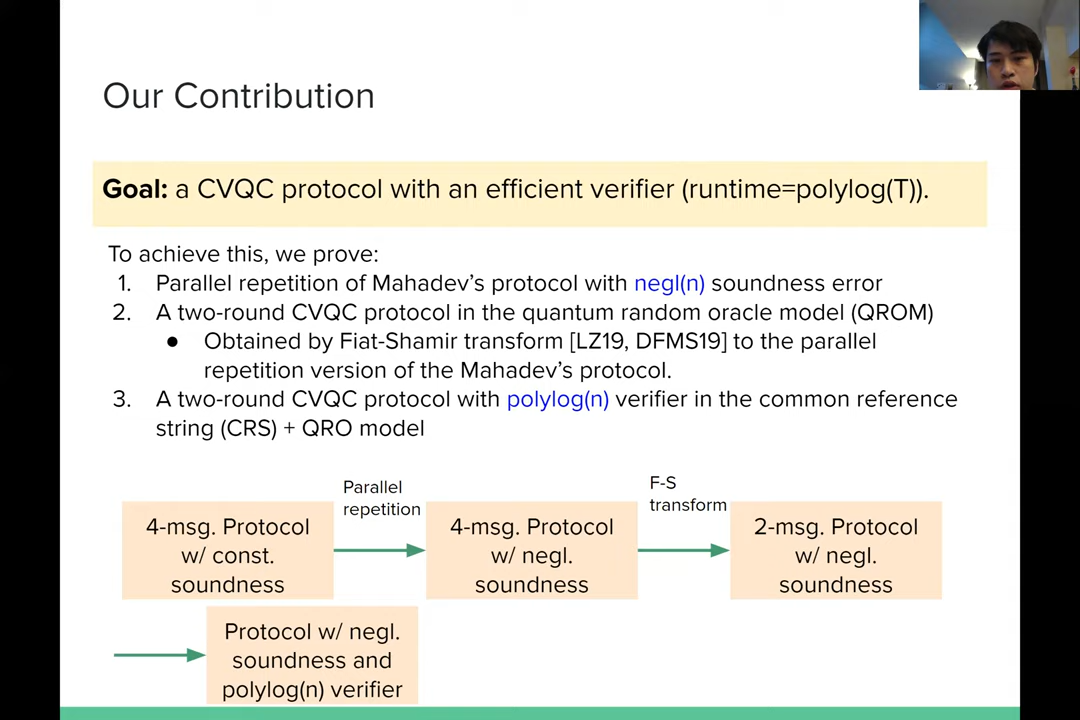 Our Contribution
Goal: a CVQC protocol with an efficient verifier (runtime=polylog(T)).
To achieve this, we prove:
1. Parallel repetition of Mahadev's protocol with negl(n) soundness error
2. A two-round CVQC protocol in the quantum random oracle model (QROM)
● Obtained by Fiat-Shamir transform [LZ19, DFMS19] to the parallel
repetition version of the Mahadev's protocol.
3. A two-round CVQC protocol with polylog(n) verifier in the common reference
string (CRS) + QRO model
4-msg. Protocol
w/ const.
soundness
Parallel
repetition
4-msg. Protocol
w/ negl.
soundness
F-S
transform
2-msg. Protocol
w/ negl.
soundness
Protocol w/ negl.
soundness and
polylog(n) verifier